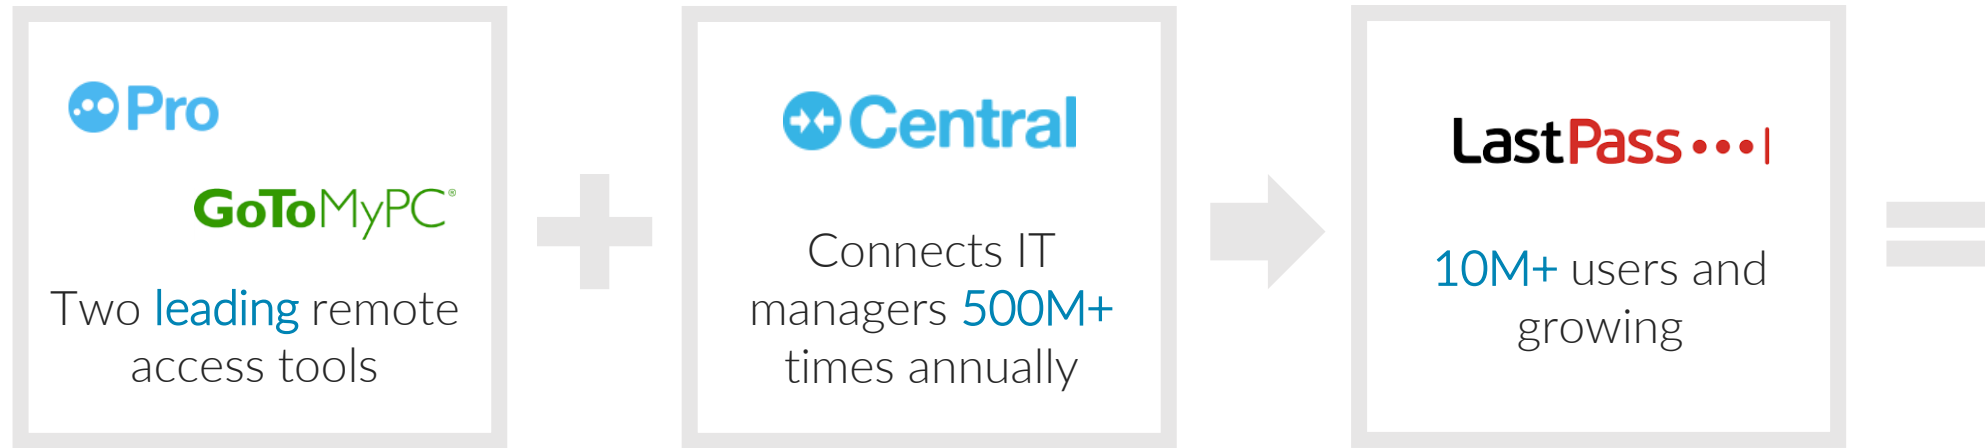 Pro
GoToMyPC®
Two leading remote
access tools
Central
Connects IT
managers 500M+
times annually
LastPass
10M+ users and
growing